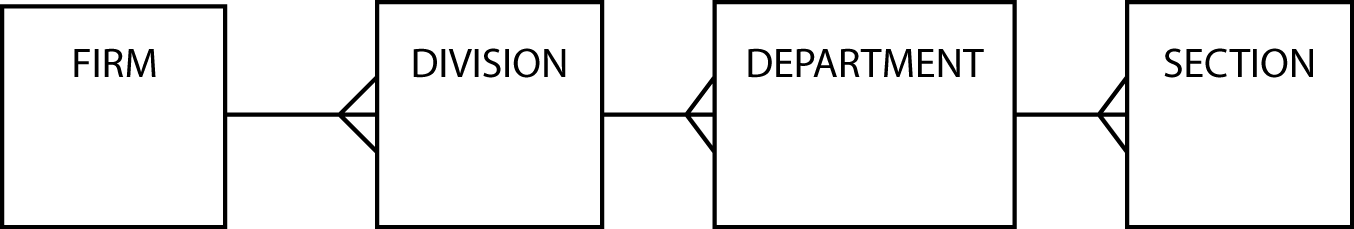 FIRM DIVISION DEPARTMENT SECTION